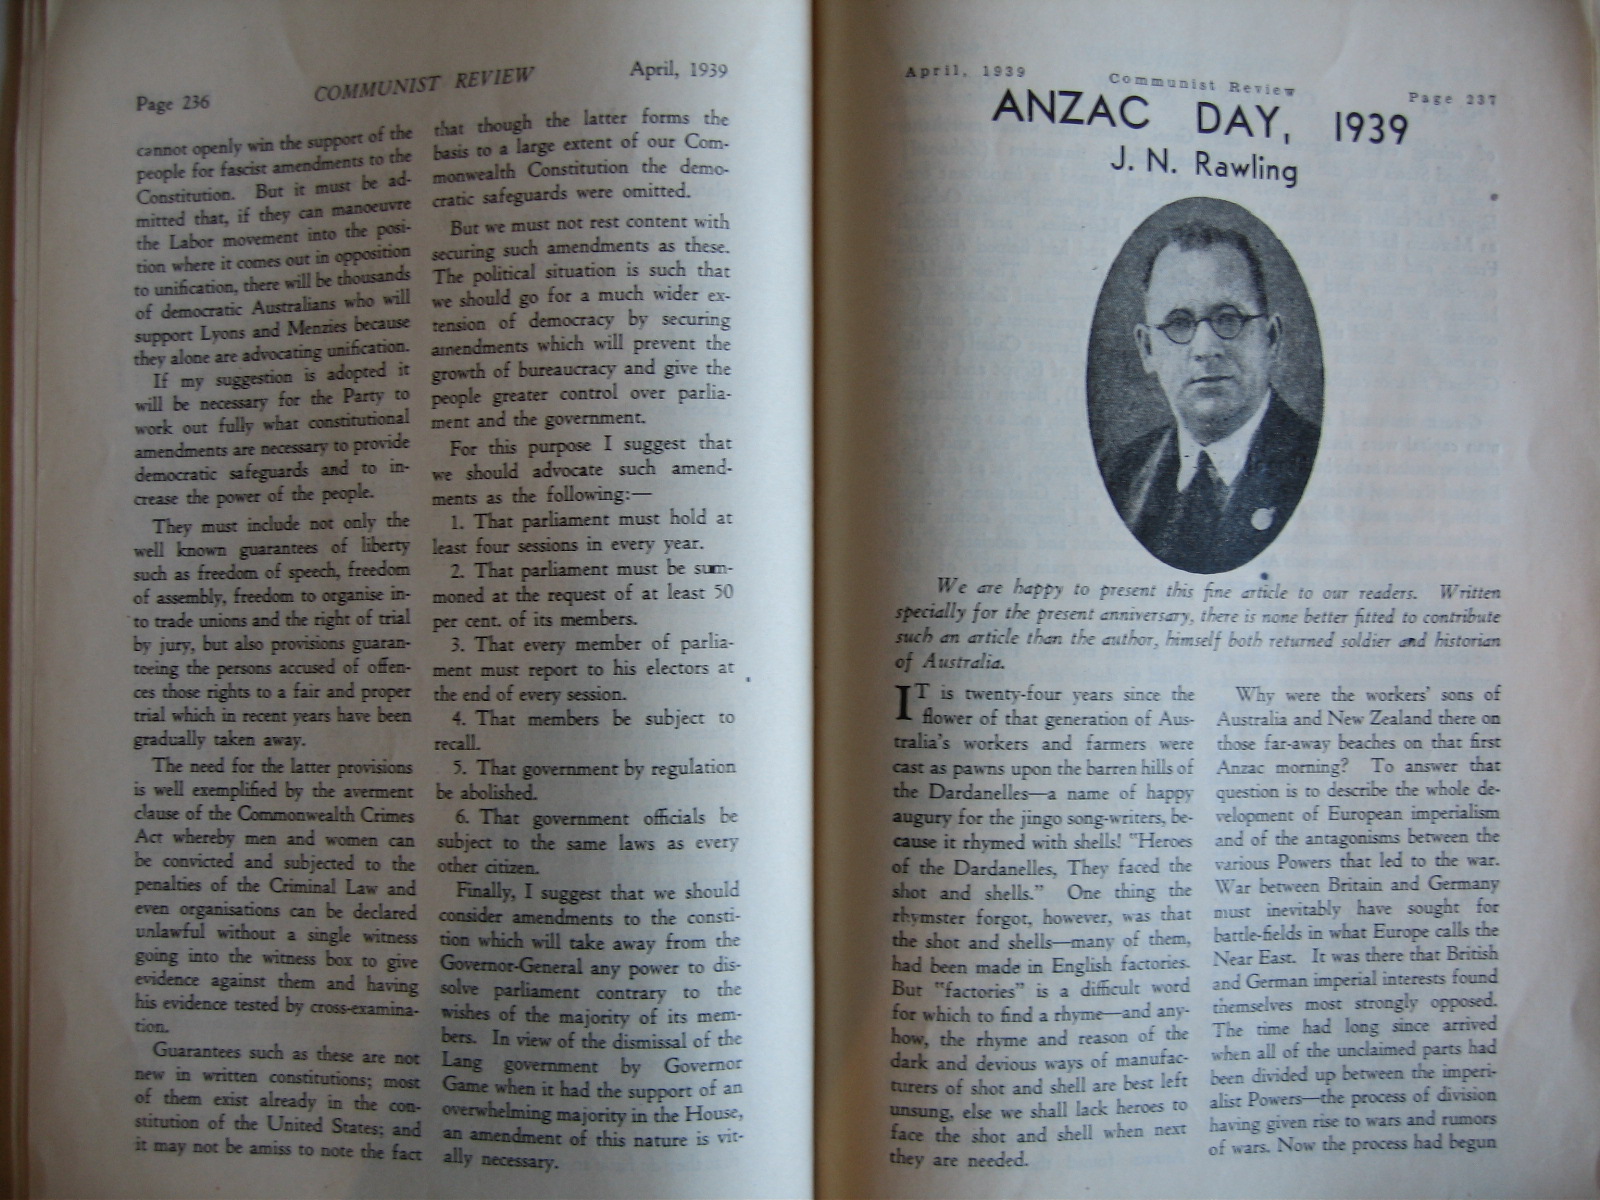 Page 236
COMMUNIST REVIEW
April, 1939
cannot openly win the support of the
people for fascist amendments to the
Constitution. But it must be ad-
mitted that, if they can manoeuvre
the Labor movement into the posi-
tion where it comes out in opposition
to unification, there will be thousands
of democratic Australians who will
support Lyons and Menzies because
they alone are advocating unification.
If my suggestion is adopted it
will be necessary for the Party to
work out fully what constitutional
amendments are necessary to provide
democratic safeguards and to in-
crease the power of the people.
They must include not only the
well known guarantees of liberty
such as freedom of speech, freedom
of assembly, freedom to organise in-
to trade unions and the right of trial
by jury, but also provisions guaran-
teeing the persons accused of offen-
ces those rights to a fair and proper
trial which in recent years have been
gradually taken away.
The need for the latter provisions
is well exemplified by the averment
clause of the Commonwealth Crimes
Act whereby men and women can
be convicted and subjected to the
penalties of the Criminal Law and
even organisations can be declared
unlawful without a single witness
going into the witness box to give
evidence against them and having
his evidence tested by cross-examina-
tion.
Guarantees such as these are not
new in written constitutions; most
of them exist already in the con-
stitution of the United States; and
it may not be amiss to note the fact
that though the latter forms the
basis to a large extent of our Com-
monwealth Constitution the demo-
cratic safeguards were omitted.
But we must not rest content with
securing such amendments as these.
The political situation is such that
we should go for a much wider ex-
tension of democracy by securing
amendments which will prevent the
growth of bureaucracy and give the
people greater control over parlia-
ment and the government.
For this purpose I suggest that
we should advocate such amend-
ments as the following:—
1. That parliament must hold at
least four sessions in every year.
2. That parliament must be sum-
moned at the request of at least 50
per cent. of its members.
3. That every member of parlia-
ment must report to his electors at
the end of every session.
4. That members be subject to
recall.
5. That government by regulation
be abolished.
6. That government officials be
subject to the same laws as every
other citizen.
Finally, I suggest that we should
consider amendments to the consti-
tion which will take away from the
Governor-General any power to dis-
solve parliament contrary to the
wishes of the majority of its mem-
bers. In view of the dismissal of the
Lang government by Governor
Game when it had the support of an
overwhelming majority in the House,
an amendment of this nature is vit-
ally necessary.
April, 1939
Communist Review
Page 237
ANZAC DAY, 1939
J. N. Rawling
We are happy to present this fine article to our readers. Written
specially for the present anniversary, there is none better fitted to contribute
such an article than the author, himself both returned soldier and historian
of Australia.
IT is twenty-four years since the
flower of that generation of Aus-
tralia's workers and farmers were
cast as pawns upon the barren hills of
the Dardanelles—a name of happy
augury for the jingo song-writers, be-
cause it rhymed with shells! "Heroes
of the Dardanelles, They faced the
shot and shells." One thing the
rhymster forgot, however, was that
the shot and shells—many of them,
had been made in English factories.
But "factories" is a difficult word
for which to find a rhyme—and any-
how, the rhyme and reason of the
dark and devious ways of manufac-
turers of shot and shell are best left
unsung, else we shall lack heroes to
face the shot and shell when next
they are needed.
Why were the workers' sons of
Australia and New Zealand there on
those far-away beaches on that first
Anzac morning? To answer that
question is to describe the whole de-
velopment of European imperialism
and of the antagonisms between the
various Powers that led to the war.
War between Britain and Germany
must inevitably have sought for
battle-fields in what Europe calls the
Near East. It was there that British
and German imperial interests found
themselves most strongly opposed.
The time had long since arrived
when all of the unclaimed parts had
been divided up between the imperi-
alist Powers—the process of division
having given rise to wars and rumors
of wars. Now the process had begun